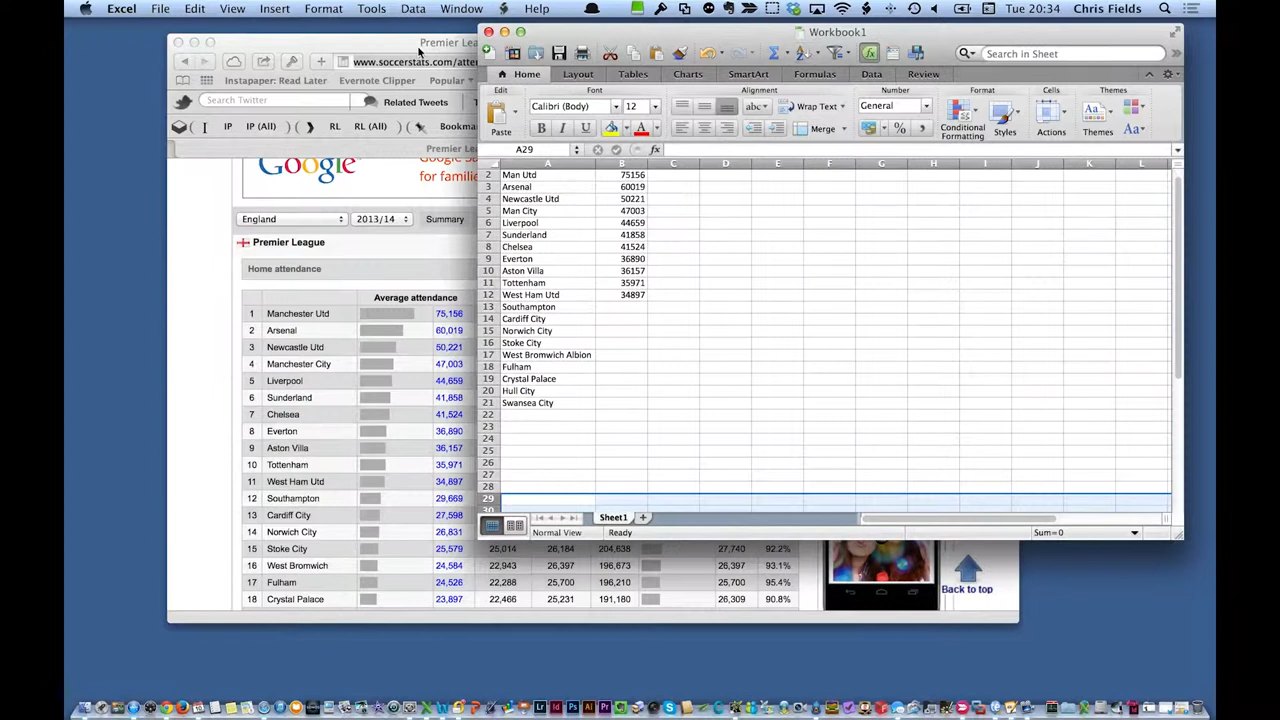 Excel File Edit View Insert Format Tools Data Window Help Tue 20:34 Chris Fields
Premier Lea
www.soccerstats.com/atte
Instapaper: Read Later Evernote Clipper Popular
Search Twitter Related Tweets
IP IP (All) RL RL (All) Bookma
Premier Lea
Google
Google Sa
for families
England 2013/14 Summary
Premier League
Home attendance
Average attendance
1 Manchester Utd 75,156
2 Arsenal 60,019
3 Newcastle Utd 50,221
4 Manchester City 47,003
5 Liverpool 44,659
6 Sunderland 41,858
7 Chelsea 41,524
8 Everton 36,890
9 Aston Villa 36,157
10 Tottenham 35,971
11 West Ham Utd 34,897
12 Southampton 29,669
13 Cardiff City 27,598
14 Norwich City 26,831
15 Stoke City 25,579 25,014 26,184 204,638 27,740 92.2%
16 West Bromwich 24,584 22,943 26,397 196,673 26,397 93.1%
17 Fulham 24,526 22,288 25,700 196,210 25,700 95.4%
18 Crystal Palace 23,897 22,466 25,231 191,180 26,309 90.8%
Back to top
Workbook1
Search in Sheet
Home Layout Tables Charts SmartArt Formulas Data Review
Edit Font Alignment Number Format Cells Themes
Paste Calibri (Body) 12 abc Wrap Text General
B I U A Merge % Conditional Formatting Styles Actions Themes Aa
A29 fx
A B C D E F G H I J K L
2 Man Utd 75156
3 Arsenal 60019
4 Newcastle Utd 50221
5 Man City 47003
6 Liverpool 44659
7 Sunderland 41858
8 Chelsea 41524
9 Everton 36890
10 Aston Villa 36157
11 Tottenham 35971
12 West Ham Utd 34897
13 Southampton
14 Cardiff City
15 Norwich City
16 Stoke City
17 West Bromwich Albion
18 Fulham
19 Crystal Palace
20 Hull City
21 Swansea City
22
23
24
25
26
27
28
29
30
Sheet1
Normal View Ready Sum=0